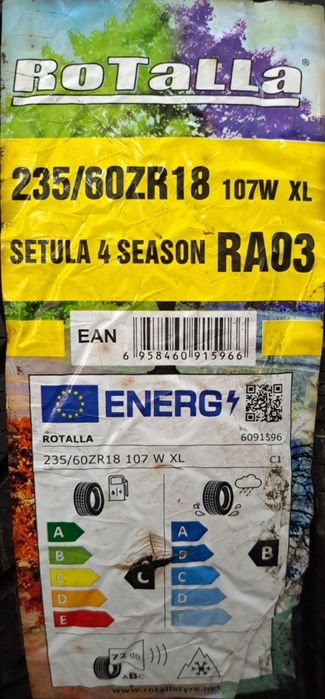 RoTaLLa®
235/60ZR18 107W XL
SETULA 4 SEASON RA03
EAN
6 958460 915966
ENERG
ROTALLA 6091596
235/60ZR18 107 W XL C1
A A
B
C C C B
D D
E E
72 dB
ABC
www.rotallatyre.net